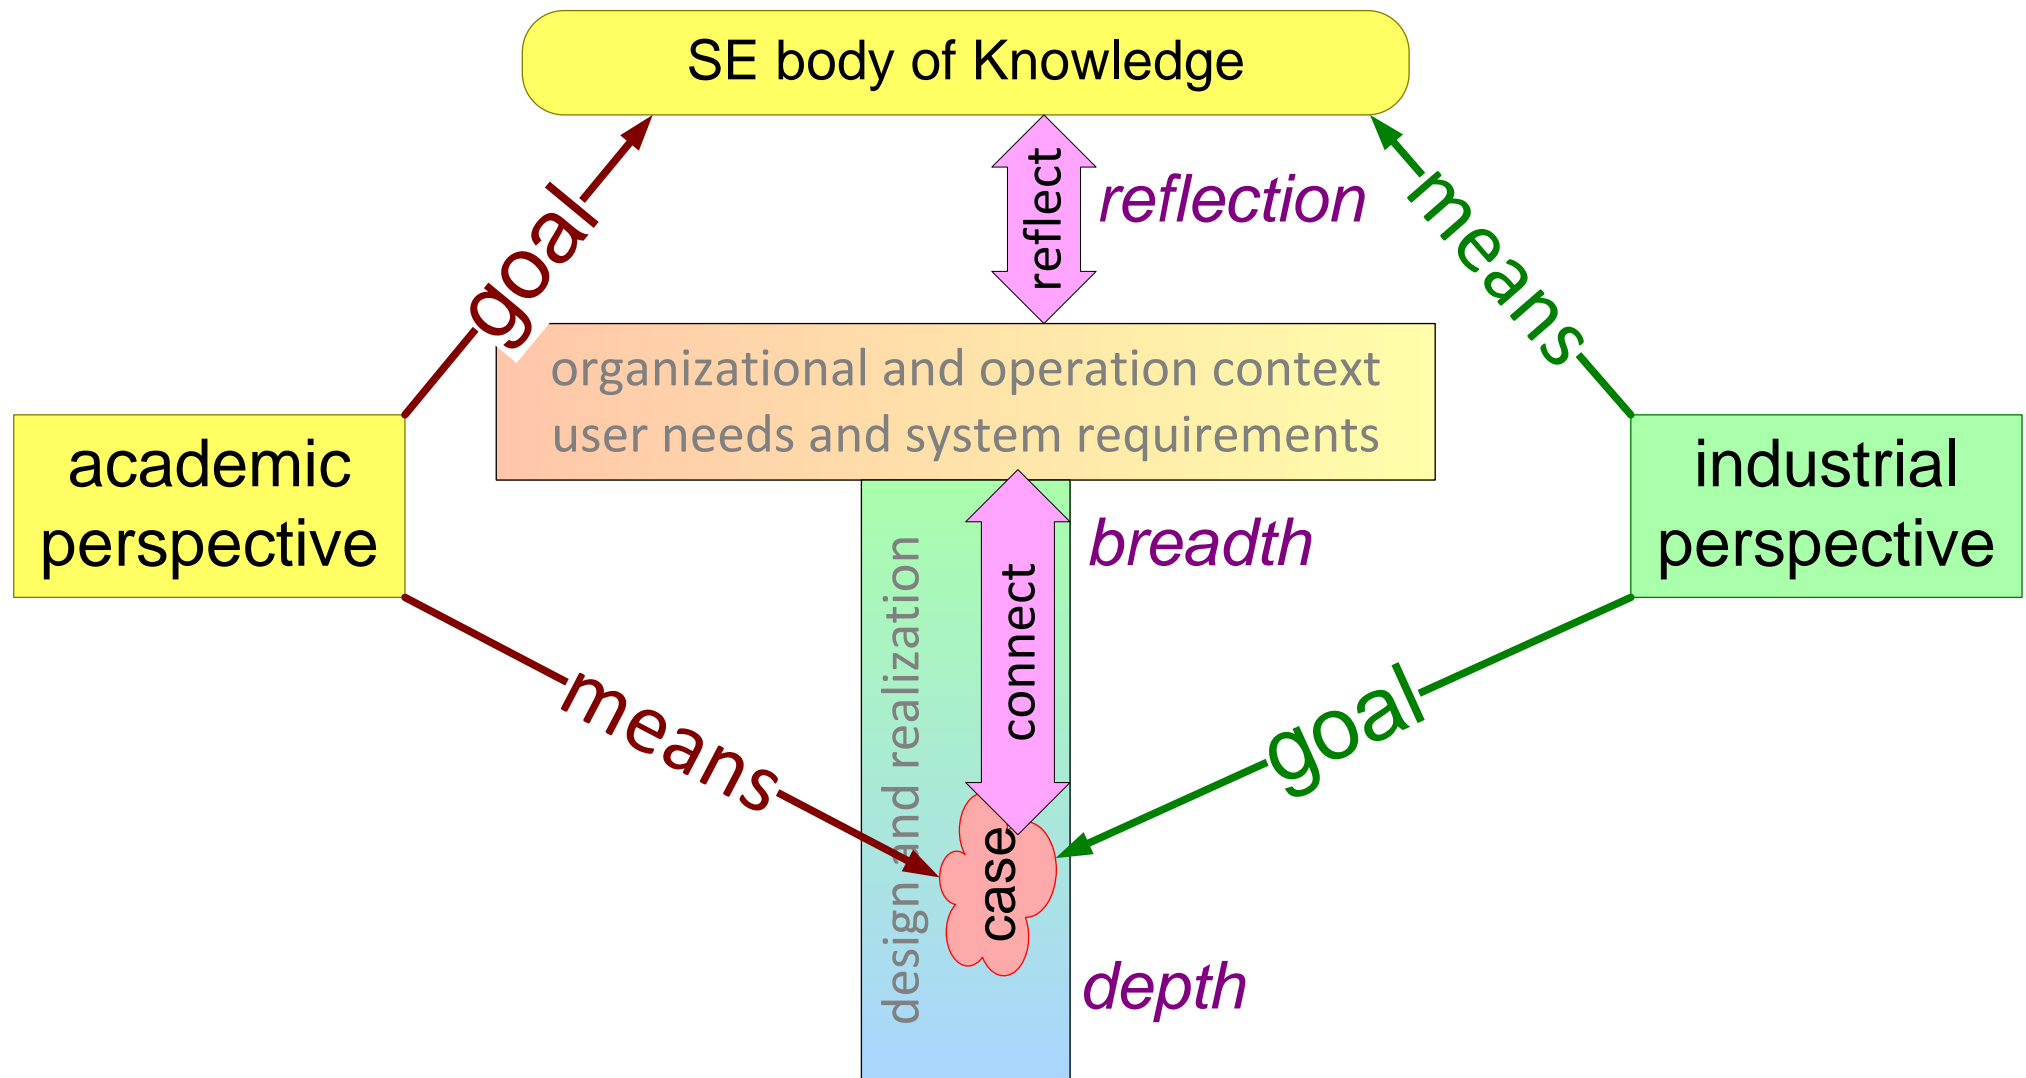 SE body of Knowledge
reflect
reflection
goal
means
organizational and operation context
user needs and system requirements
academic
perspective
industrial
perspective
breadth
connect
design and realization
means
goal
case
depth